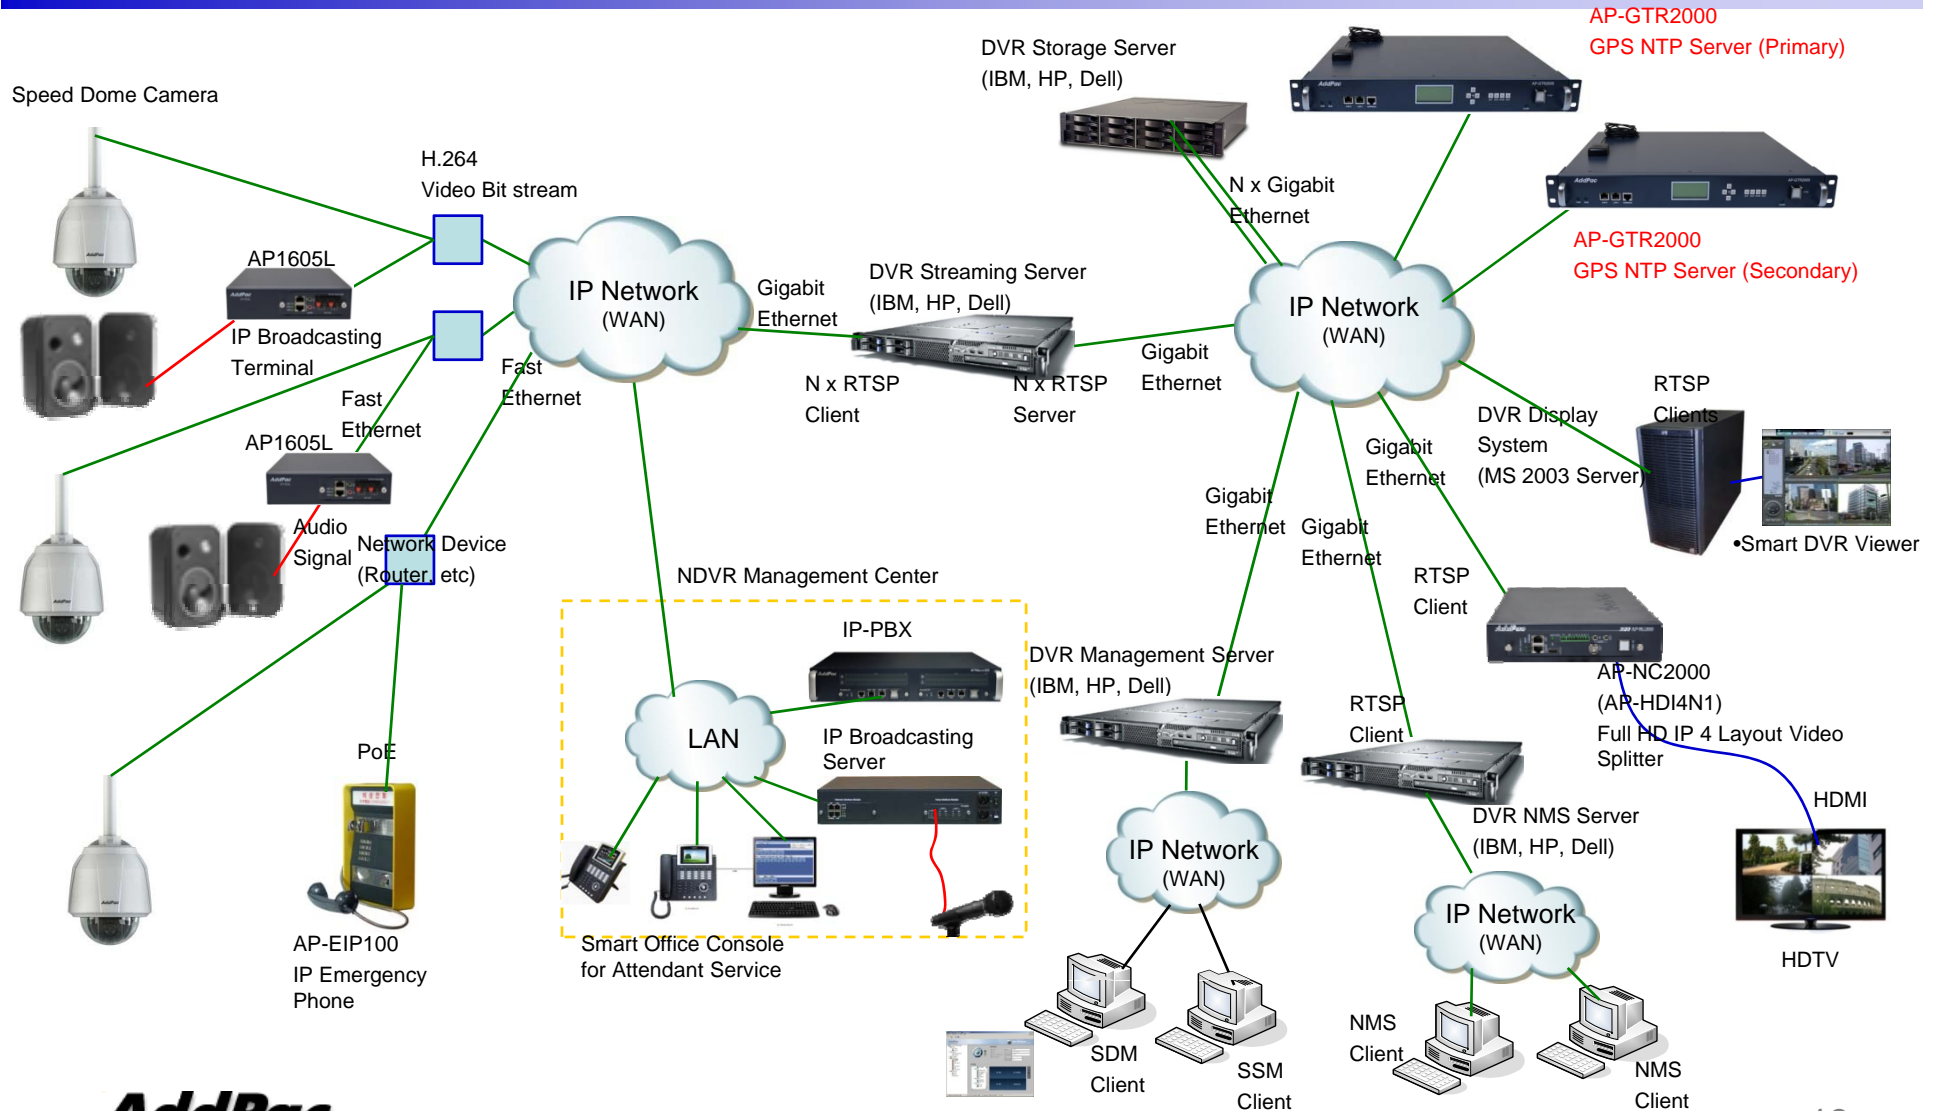 AP-GTR2000
GPS NTP Server (Primary)
DVR Storage Server
(IBM, HP, Dell)
Speed Dome Camera
H.264
Video Bit stream
N x Gigabit
Ethernet
AP-GTR2000
GPS NTP Server (Secondary)
AP1605L
IP Broadcasting
Terminal
IP Network
(WAN)
Gigabit
Ethernet
DVR Streaming Server
(IBM, HP, Dell)
N x RTSP
Client
N x RTSP
Server
Gigabit
Ethernet
IP Network
(WAN)
Fast
Ethernet
Fast
Ethernet
AP1605L
Audio
Signal
Network Device
(Router, etc)
RTSP
Clients
DVR Display
System
(MS 2003 Server)
•Smart DVR Viewer
Gigabit
Ethernet
Gigabit
Ethernet
Gigabit
Ethernet
RTSP
Client
NDVR Management Center
IP-PBX
LAN
IP Broadcasting
Server
Smart Office Console
for Attendant Service
DVR Management Server
(IBM, HP, Dell)
RTSP
Client
AP-NC2000
(AP-HDI4N1)
Full HD IP 4 Layout Video
Splitter
HDMI
HDTV
DVR NMS Server
(IBM, HP, Dell)
PoE
AP-EIP100
IP Emergency
Phone
IP Network
(WAN)
IP Network
(WAN)
SDM
Client
SSM
Client
NMS
Client
NMS
Client
AddPac